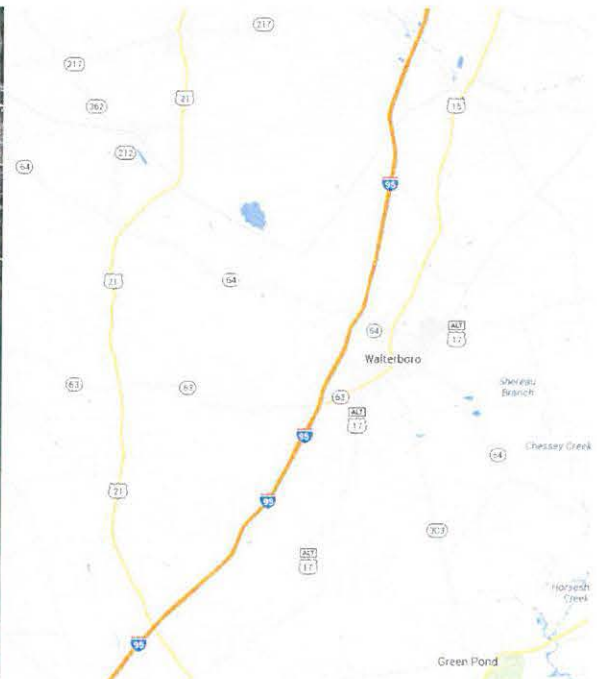 217
217
21
262
15
212
64
95
21
64
64
ALT
17
Walterboro
63
63
63
Shereau
Branch
ALT
17
95
64
Chessey Creek
21
95
303
ALT
17
Horsesh
Creek
95
Green Pond